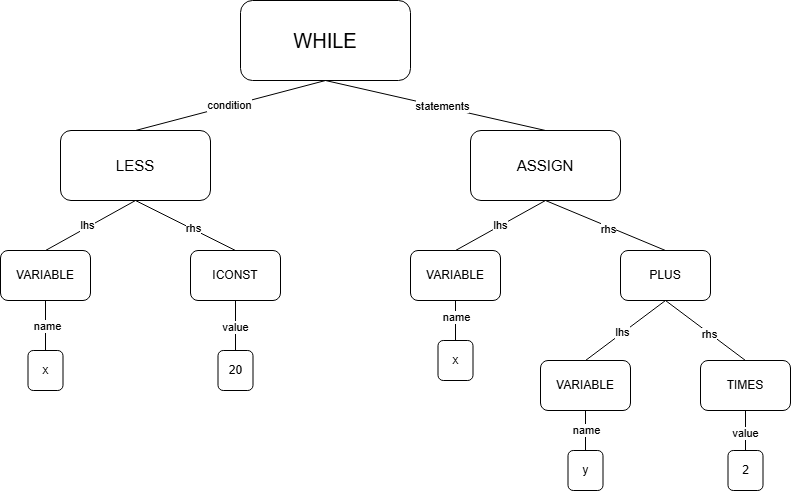 WHILE
condition
statements
LESS
ASSIGN
lhs
rhs
lhs
rhs
VARIABLE
ICONST
VARIABLE
PLUS
name
value
name
lhs
rhs
x
20
x
VARIABLE
TIMES
name
value
y
2